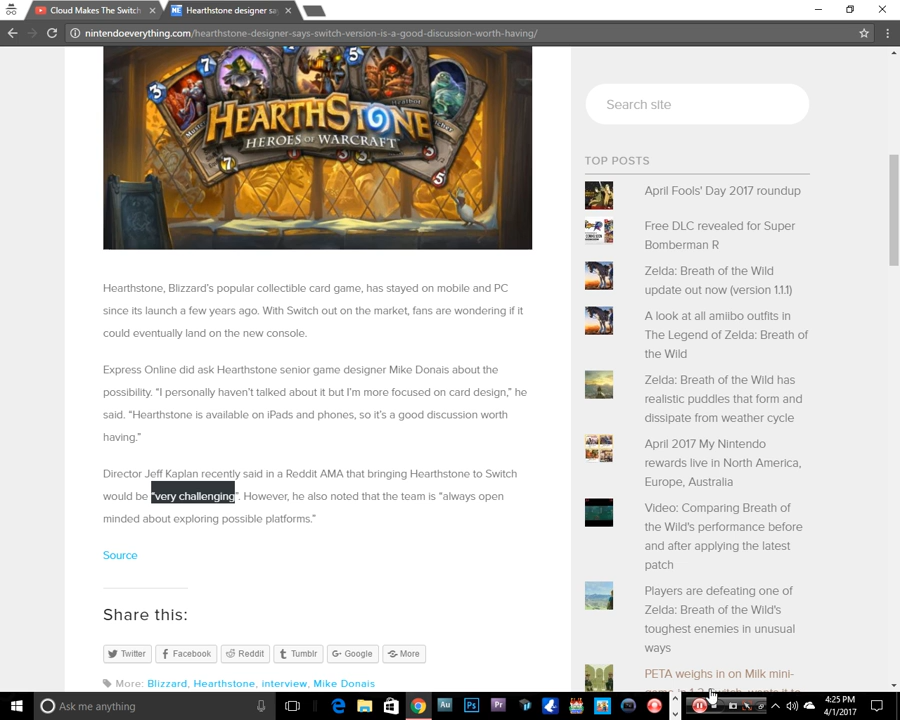 Cloud Makes The Switch
Hearthstone designer sa
nintendoeverything.com/hearthstone-designer-says-switch-version-is-a-good-discussion-worth-having/
HEARTHSTONE
HEROES OF WARCRAFT
Hearthstone, Blizzard's popular collectible card game, has stayed on mobile and PC
since its launch a few years ago. With Switch out on the market, fans are wondering if it
could eventually land on the new console.
Express Online did ask Hearthstone senior game designer Mike Donais about the
possibility. “I personally haven't talked about it but I'm more focused on card design,” he
said. “Hearthstone is available on iPads and phones, so it's a good discussion worth
having.”
Director Jeff Kaplan recently said in a Reddit AMA that bringing Hearthstone to Switch
would be “very challenging”. However, he also noted that the team is “always open
minded about exploring possible platforms.”
Source
Share this:
Twitter
Facebook
Reddit
Tumblr
Google
More
More: Blizzard, Hearthstone, interview, Mike Donais
Search site
TOP POSTS
April Fools' Day 2017 roundup
Free DLC revealed for Super
Bomberman R
Zelda: Breath of the Wild
update out now (version 1.1.1)
A look at all amiibo outfits in
The Legend of Zelda: Breath of
the Wild
Zelda: Breath of the Wild has
realistic puddles that form and
dissipate from weather cycle
April 2017 My Nintendo
rewards live in North America,
Europe, Australia
Video: Comparing Breath of
the Wild's performance before
and after applying the latest
patch
Players are defeating one of
Zelda: Breath of the Wild's
toughest enemies in unusual
ways
PETA weighs in on Milk mini-
Ask me anything
Au
Ps
Pr
4:25 PM
4/1/2017